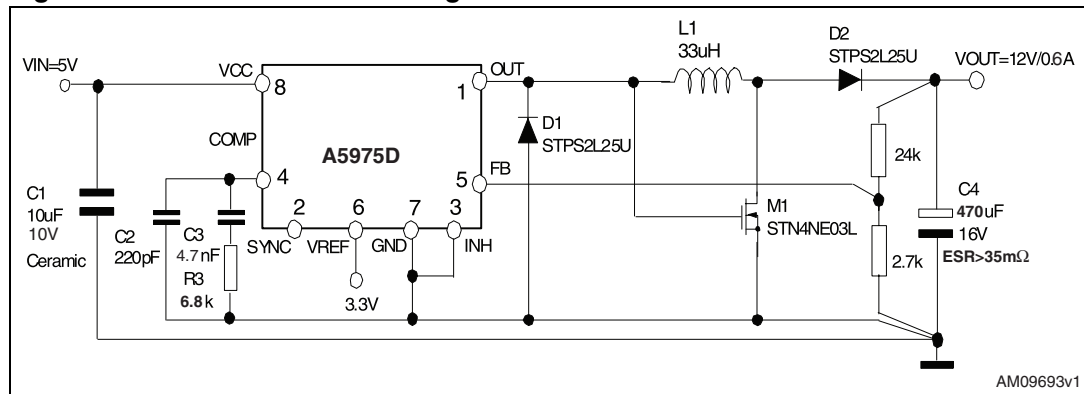 VIN=5V
VCC
8
COMP
4
A5975D
OUT
1
FB
5
2
6
7
3
SYNC
VREF
GND
INH
3.3V
C1
10uF
10V
Ceramic
C2
220pF
C3
4.7nF
R3
6.8k
D1
STPS2L25U
L1
33uH
D2
STPS2L25U
VOUT=12V/0.6A
24k
2.7k
M1
STN4NE03L
C4
470uF
16V
ESR>35mΩ
AM09693v1